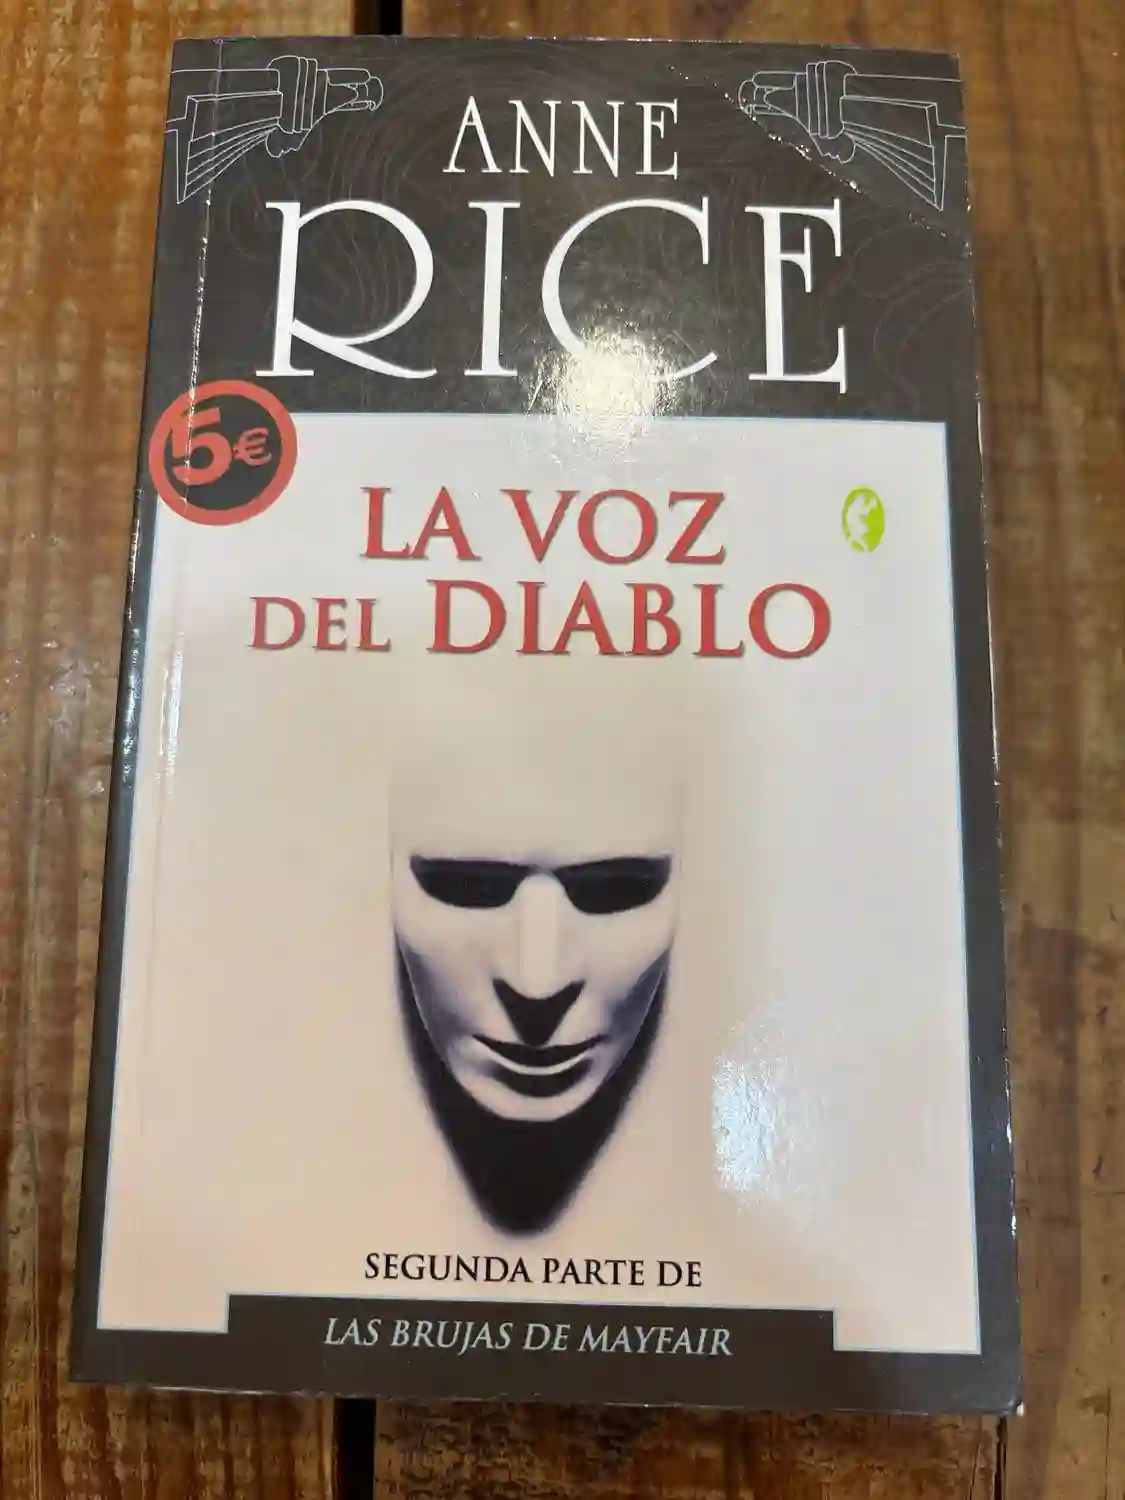 ANNE
RICE
5€
LA VOZ
DEL DIABLO
SEGUNDA PARTE DE
LAS BRUJAS DE MAYFAIR